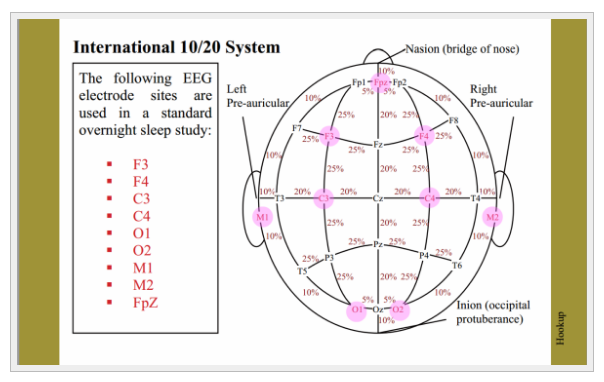 International 10/20 System
The following EEG
electrode sites are
used in a standard
overnight sleep study:
▪ F3
▪ F4
▪ C3
▪ C4
▪ O1
▪ O2
▪ M1
▪ M2
▪ FpZ
Nasion (bridge of nose)
Left
Pre-auricular
Right
Pre-auricular
10%
Fp1 Fpz Fp2
5% 5%
10% 10%
25% 20% 25%
F7 F8
F3 F4
25% 25%
Fz
25% 25%
10% 10%
25% 20% 25%
10% T3 20% C3 20% Cz 20% C4 20% T4 10%
M1 M2
25% 20% 25%
10% 10%
25% Pz 25%
25% P3 P4 25%
T5 T6
25% 20% 25%
10% 10%
5% 5%
O1 Oz O2
10%
Inion (occipital
protuberance)
Hookup